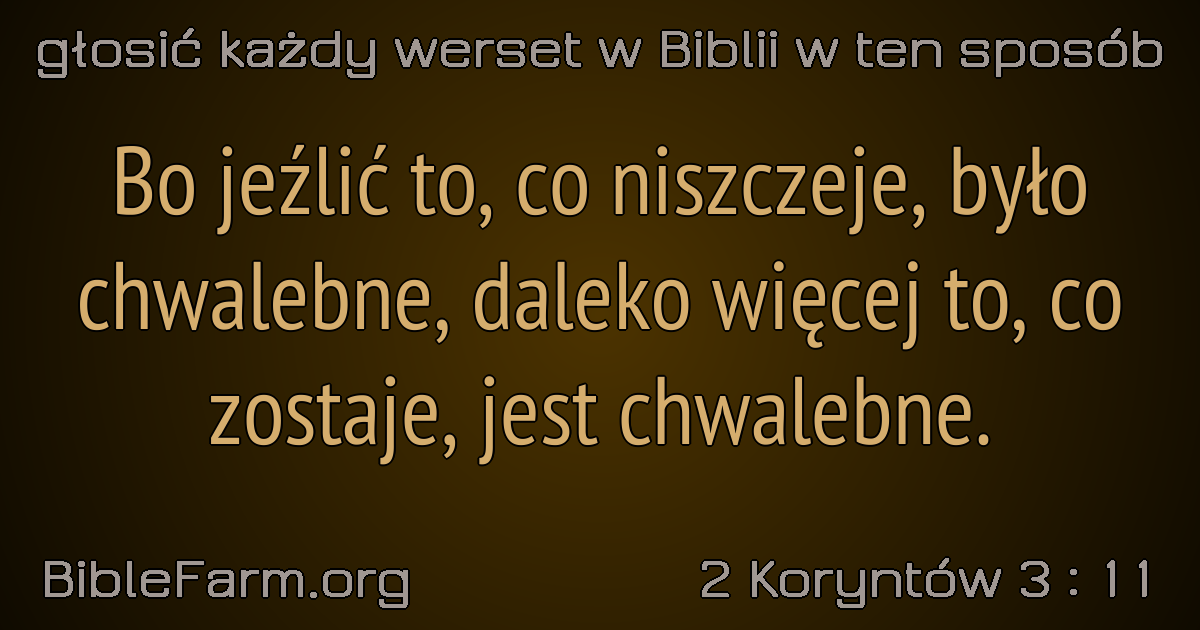 głosić każdy werset w Biblii w ten sposób
Bo jeźlić to, co niszczeje, było
chwalebne, daleko więcej to, co
zostaje, jest chwalebne.
BibleFarm.org
2 Koryntów 3 : 11